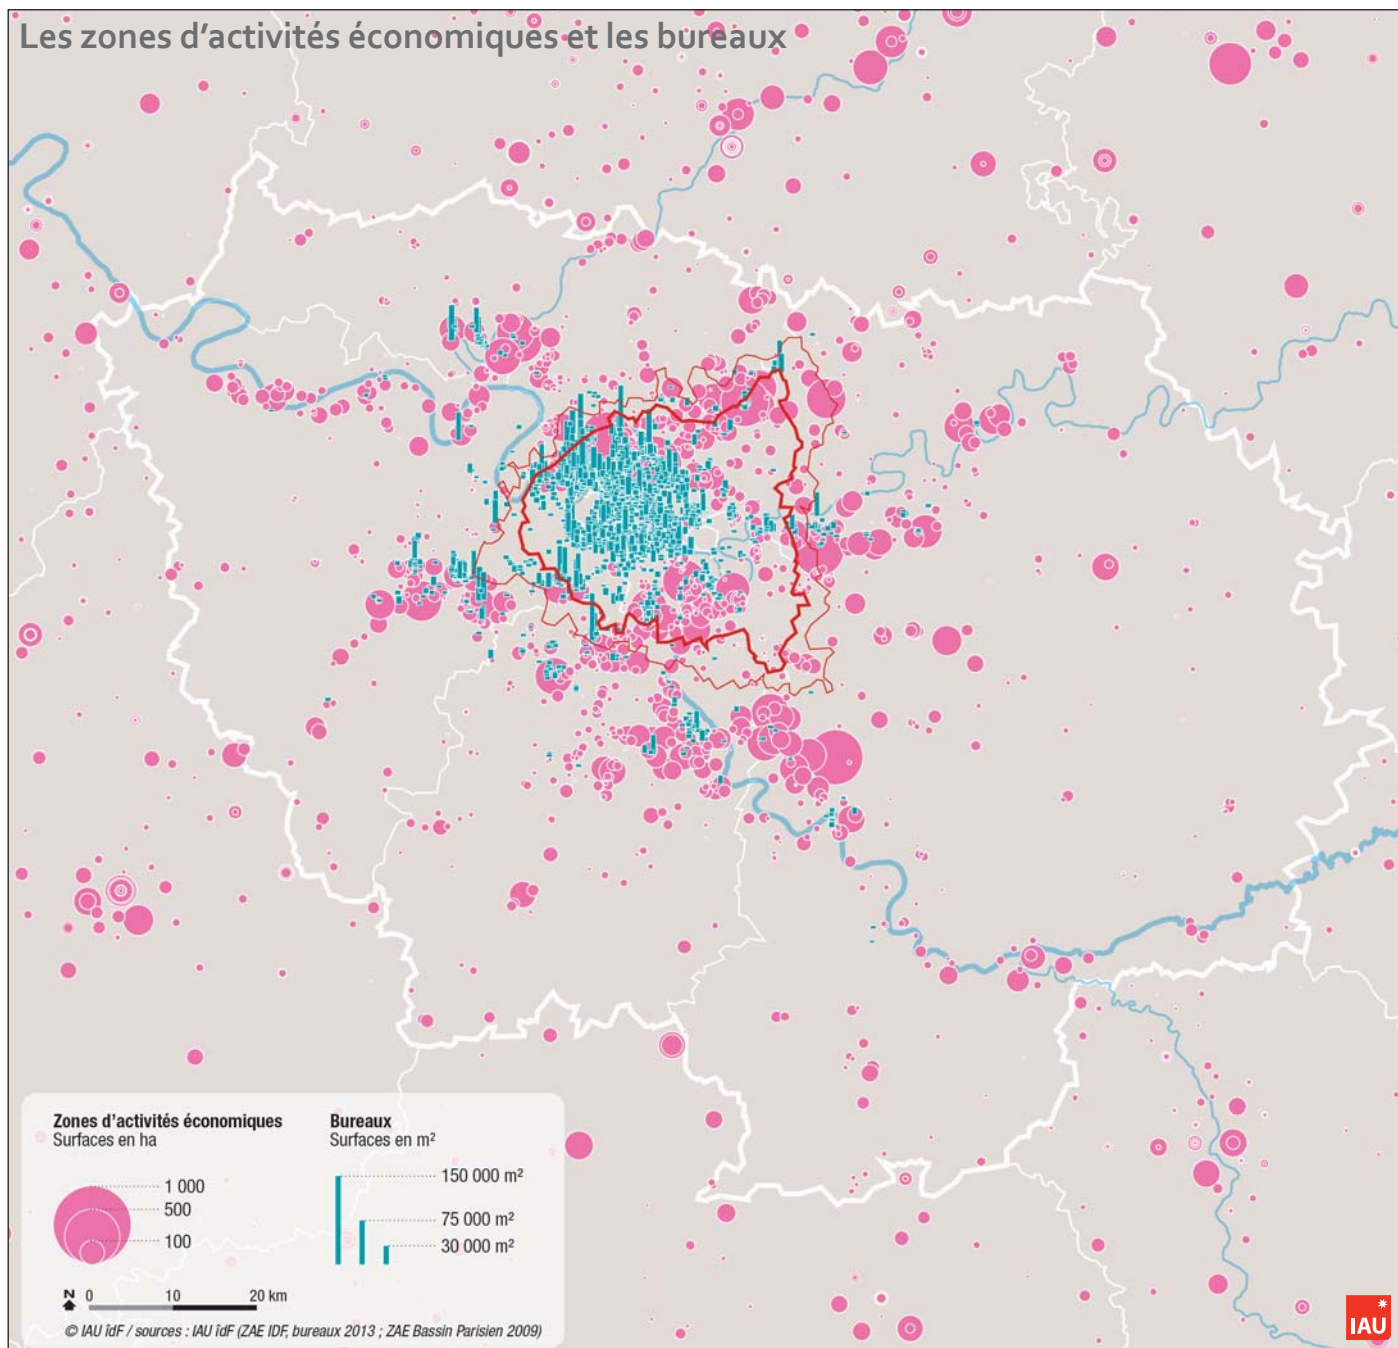 Les zones d'activités économiques et les bureaux
Zones d'activités économiques
Surfaces en ha
1 000
500
100
Bureaux
Surfaces en m²
150 000 m²
75 000 m²
30 000 m²
N 0 10 20 km
© IAU îdF / sources : IAU îdF (ZAE IDF, bureaux 2013 ; ZAE Bassin Parisien 2009)
IAU